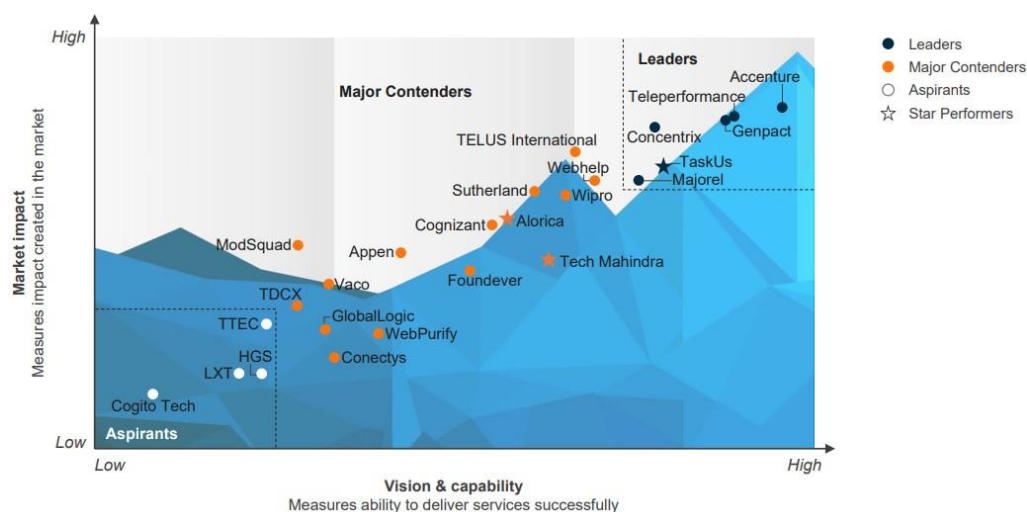 High
Market impact
Measures impact created in the market
Low
Low
High
Vision & capability
Measures ability to deliver services successfully
Leaders
Major Contenders
Aspirants
Accenture
Teleperformance
Genpact
Concentrix
TaskUs
Majorel
TELUS International
Webhelp
Wipro
Sutherland
Cognizant
Alorica
Tech Mahindra
ModSquad
Appen
Foundever
Vaco
TDCX
GlobalLogic
WebPurify
Conectys
TTEC
HGS
LXT
Cogito Tech
Leaders
Major Contenders
Aspirants
Star Performers